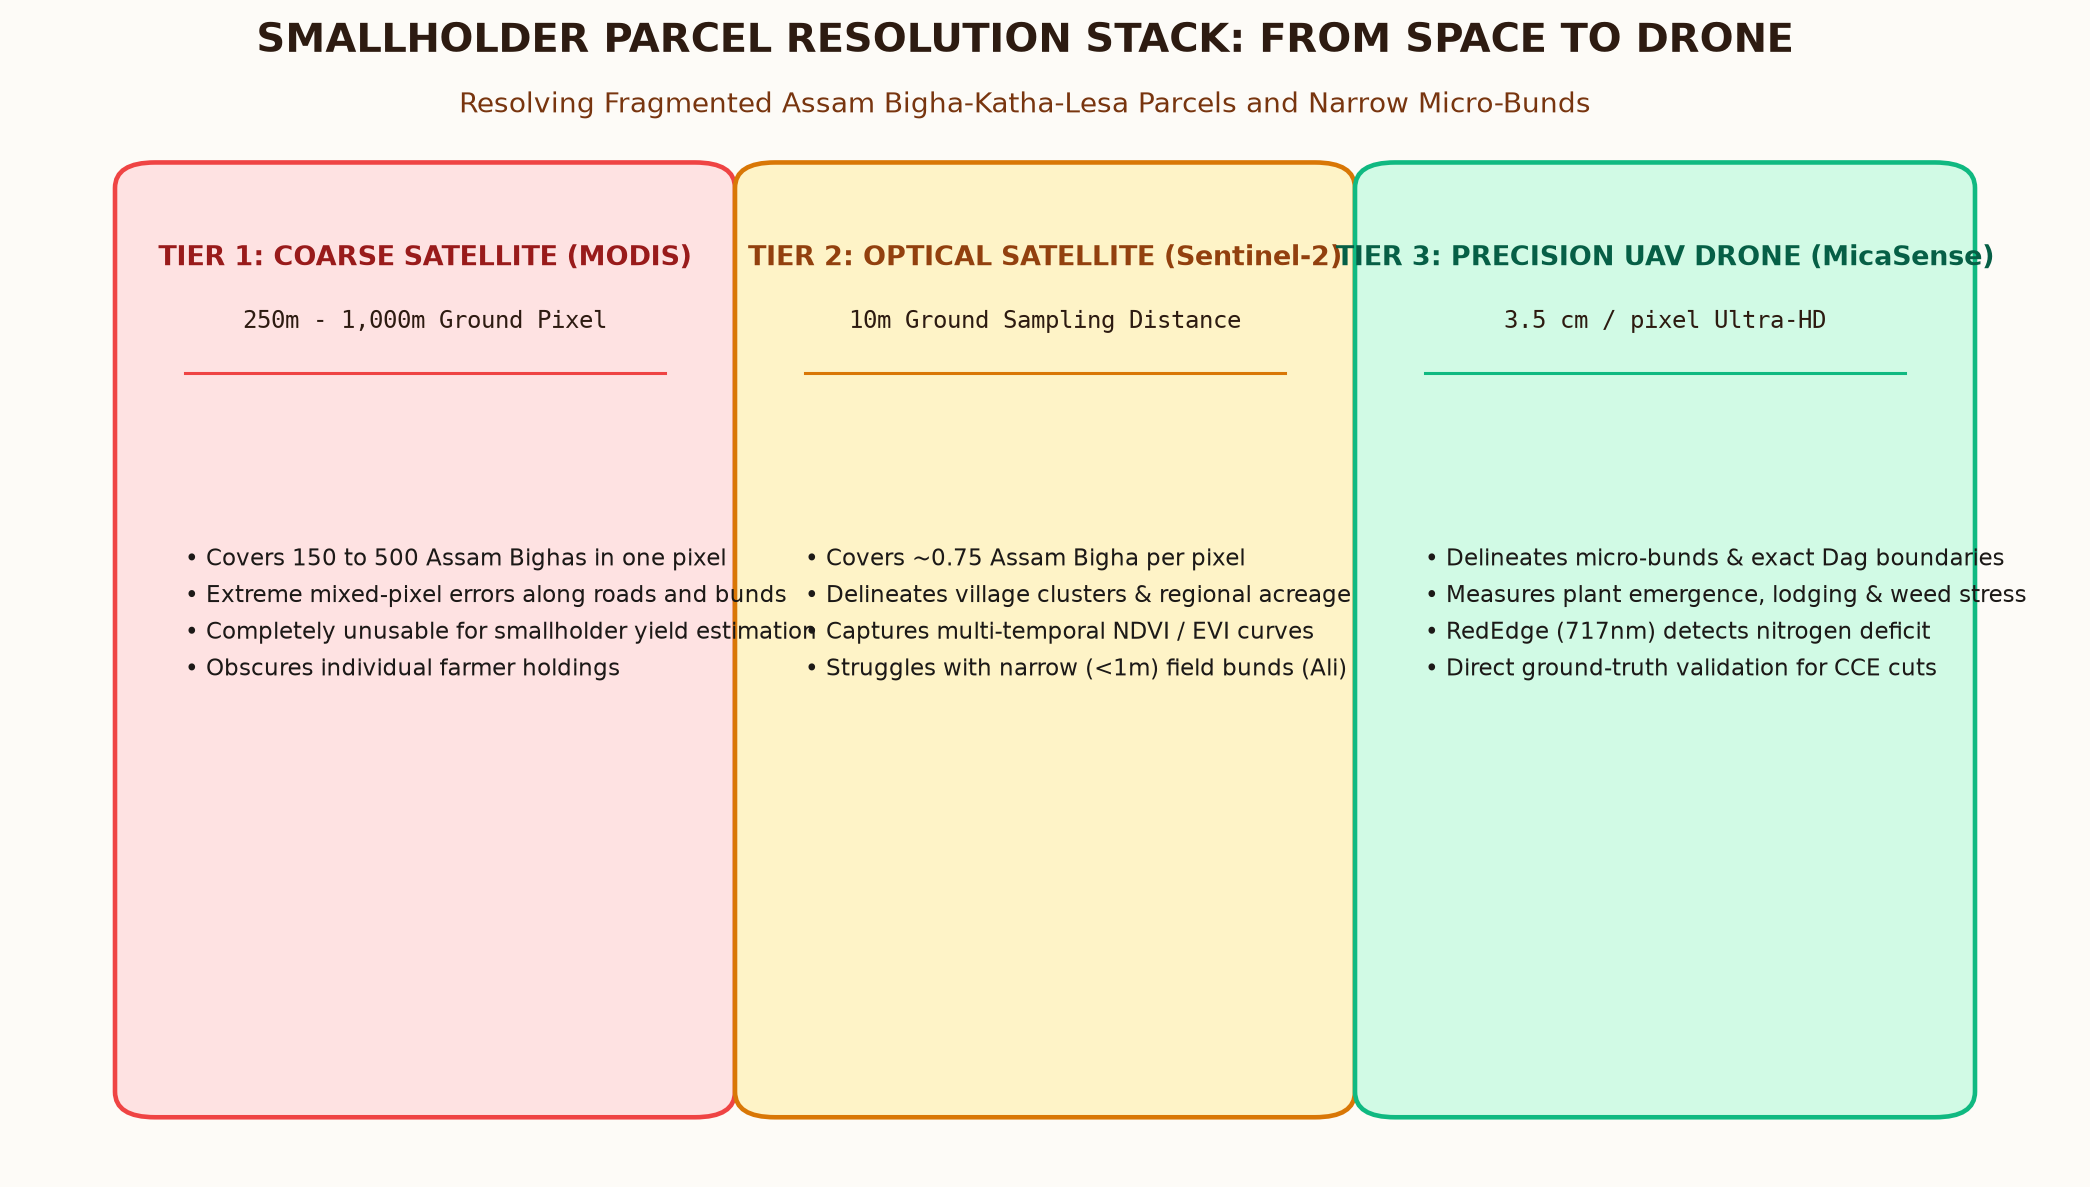 SMALLHOLDER PARCEL RESOLUTION STACK: FROM SPACE TO DRONE
Resolving Fragmented Assam Bigha-Katha-Lesa Parcels and Narrow Micro-Bunds
TIER 1: COARSE SATELLITE (MODIS)
250m - 1,000m Ground Pixel
• Covers 150 to 500 Assam Bighas in one pixel
• Extreme mixed-pixel errors along roads and bunds
• Completely unusable for smallholder yield estimation
• Obscures individual farmer holdings
TIER 2: OPTICAL SATELLITE (Sentinel-2)
10m Ground Sampling Distance
• Covers ~0.75 Assam Bigha per pixel
• Delineates village clusters & regional acreage
• Captures multi-temporal NDVI / EVI curves
• Struggles with narrow (<1m) field bunds (Ali)
TIER 3: PRECISION UAV DRONE (MicaSense)
3.5 cm / pixel Ultra-HD
• Delineates micro-bunds & exact Dag boundaries
• Measures plant emergence, lodging & weed stress
• RedEdge (717nm) detects nitrogen deficit
• Direct ground-truth validation for CCE cuts